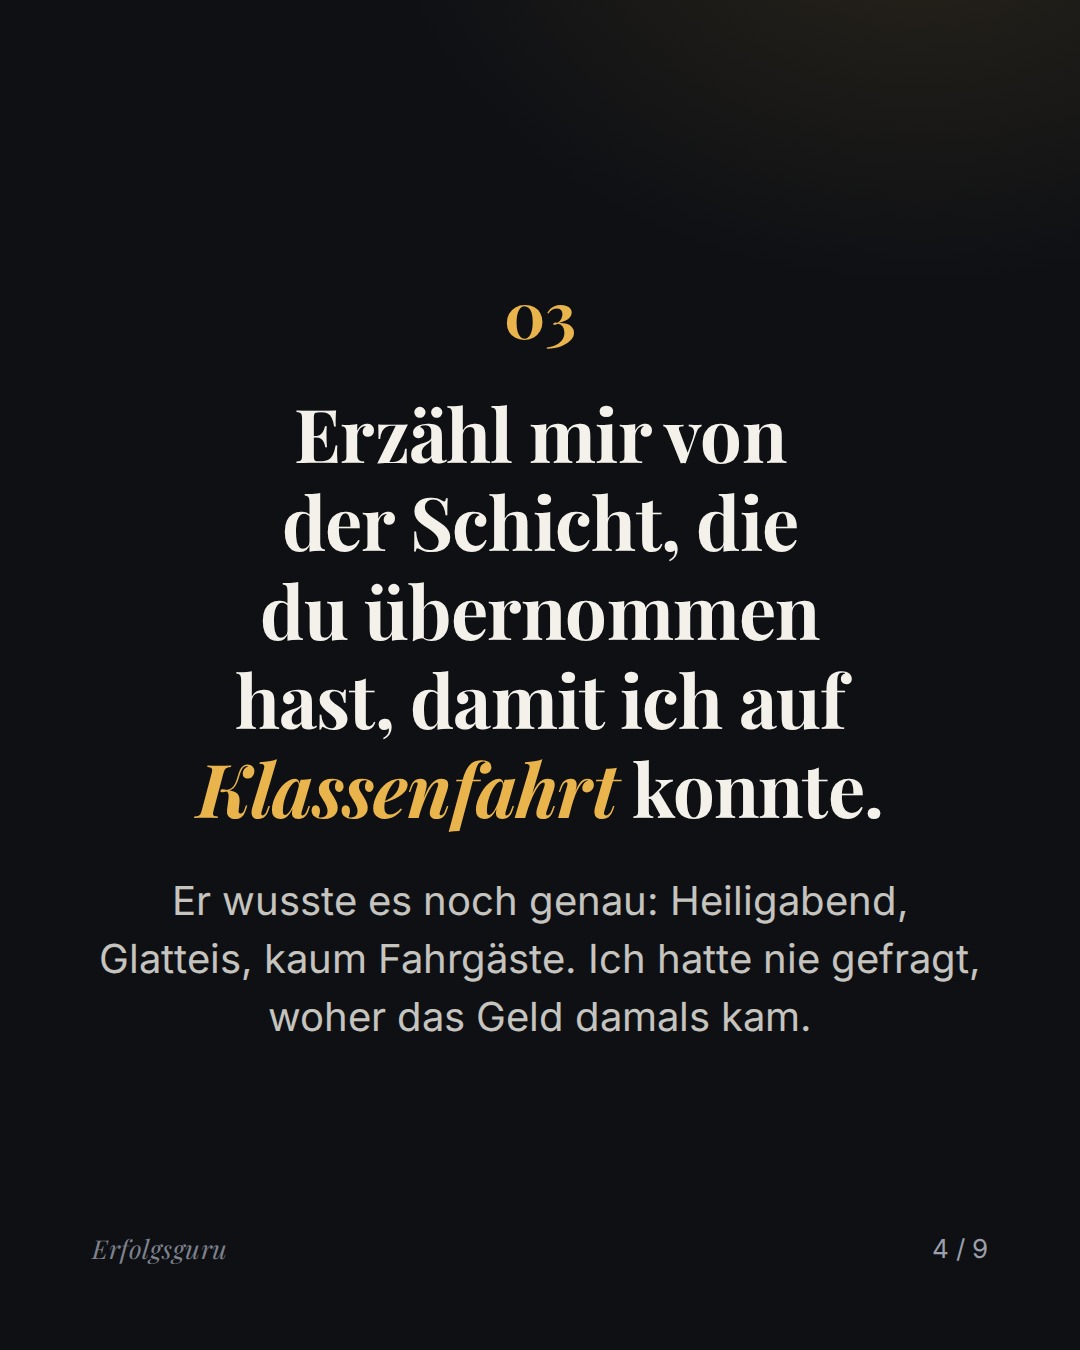 03
Erzähl mir von
der Schicht, die
du übernommen
hast, damit ich auf
Klassenfahrt konnte.
Er wusste es noch genau: Heiligabend,
Glatteis, kaum Fahrgäste. Ich hatte nie gefragt,
woher das Geld damals kam.
Erfolgsguru
4 / 9